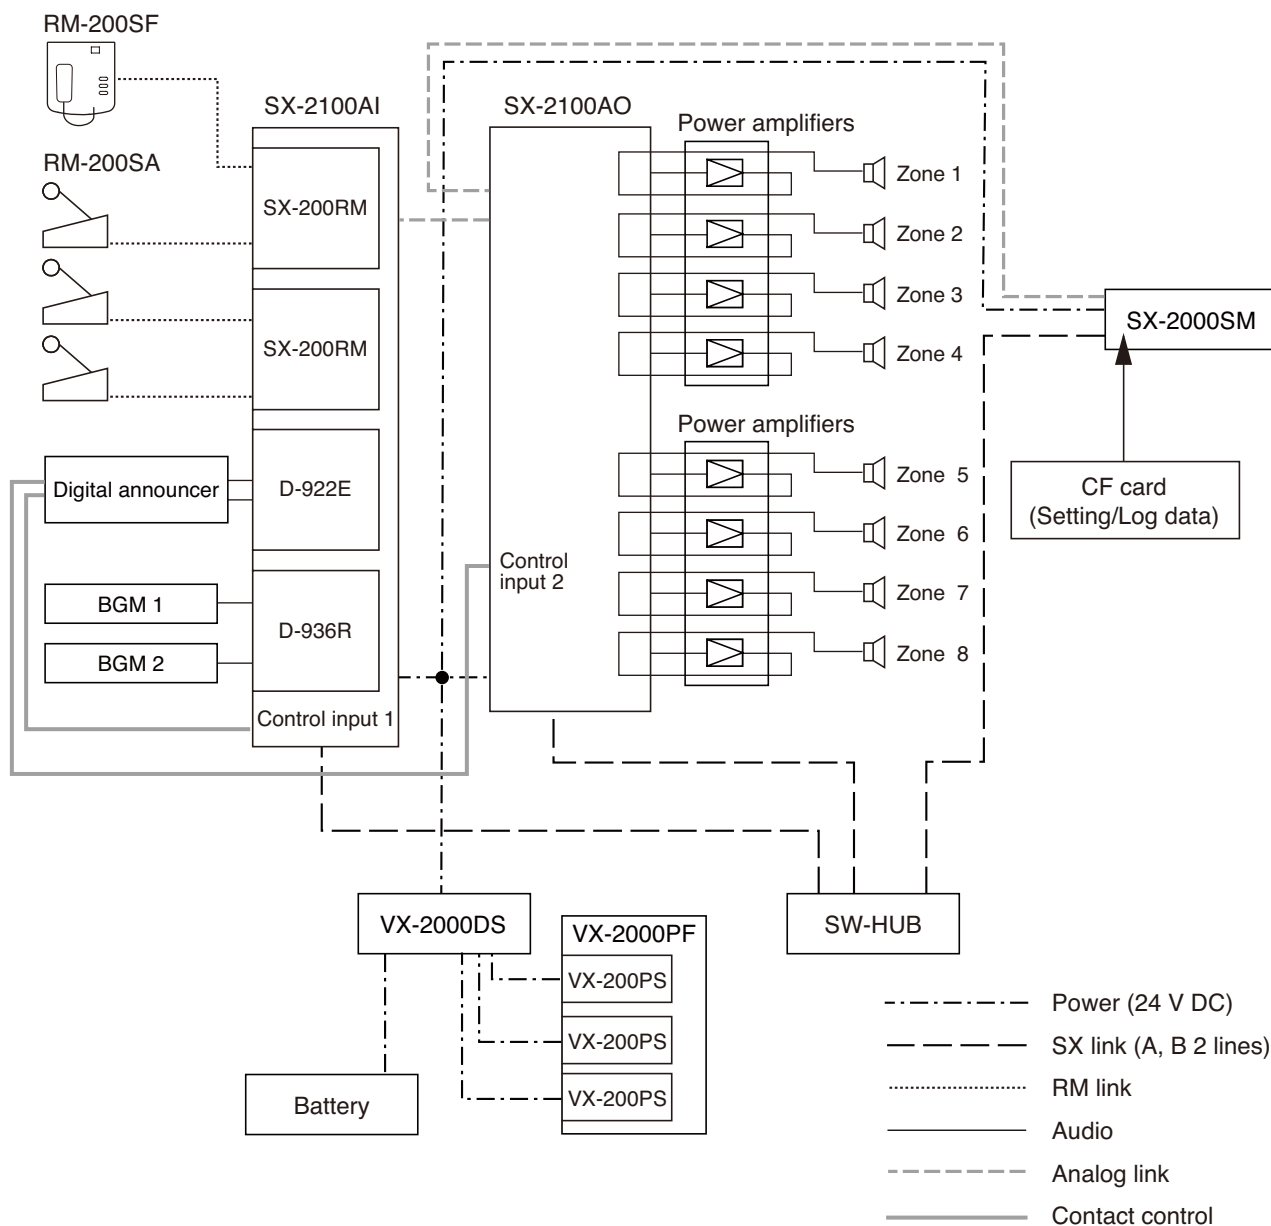 RM-200SF
SX-2100AI
SX-2100AO
Power amplifiers
RM-200SA
SX-200RM
Zone 1
Zone 2
Zone 3
Zone 4
SX-2000SM
SX-200RM
Power amplifiers
Digital announcer
D-922E
Zone 5
CF card
(Setting/Log data)
Zone 6
Control
input 2
Zone 7
BGM 1
D-936R
BGM 2
Zone 8
Control input 1
VX-2000DS
VX-2000PF
SW-HUB
VX-200PS
VX-200PS
VX-200PS
Battery
Power (24 V DC)
SX link (A, B 2 lines)
RM link
Audio
Analog link
Contact control